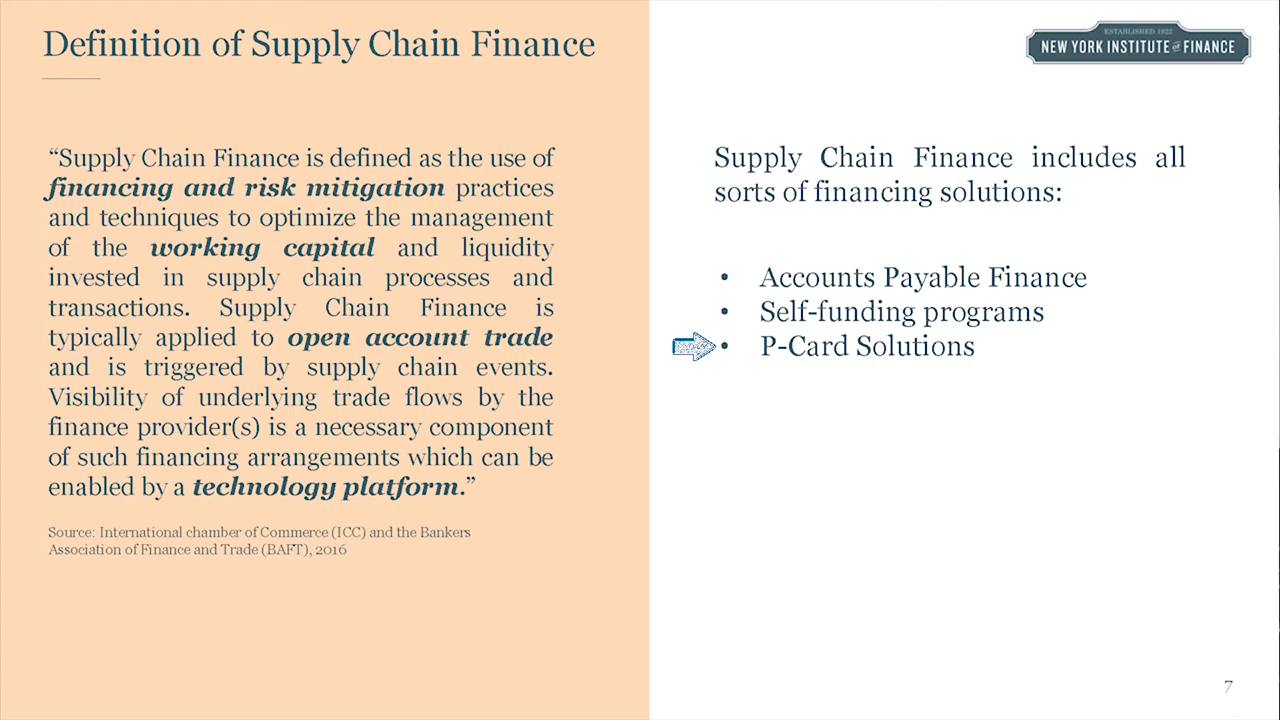 Definition of Supply Chain Finance
ESTABLISHED 1922
NEW YORK INSTITUTE OF FINANCE
“Supply Chain Finance is defined as the use of
financing and risk mitigation practices
and techniques to optimize the management
of the working capital and liquidity
invested in supply chain processes and
transactions. Supply Chain Finance is
typically applied to open account trade
and is triggered by supply chain events.
Visibility of underlying trade flows by the
finance provider(s) is a necessary component
of such financing arrangements which can be
enabled by a technology platform.”
Source: International chamber of Commerce (ICC) and the Bankers
Association of Finance and Trade (BAFT), 2016
Supply Chain Finance includes all
sorts of financing solutions:
• Accounts Payable Finance
• Self-funding programs
• P-Card Solutions
7